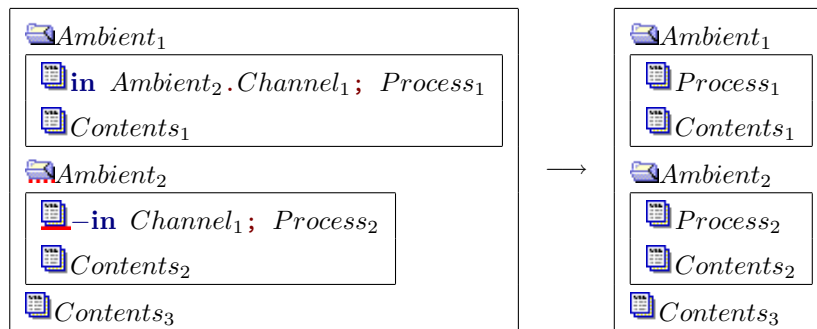 Ambient₁
in Ambient₂.Channel₁; Process₁
Contents₁
Ambient₂
−in Channel₁; Process₂
Contents₂
Contents₃
⟶
Ambient₁
Process₁
Contents₁
Ambient₂
Process₂
Contents₂
Contents₃